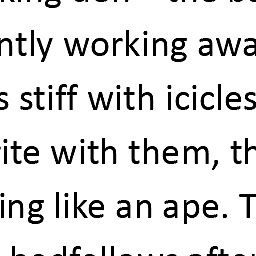 ntly working awa
s stiff with icicles
ite with them, th
ing like an ape. T